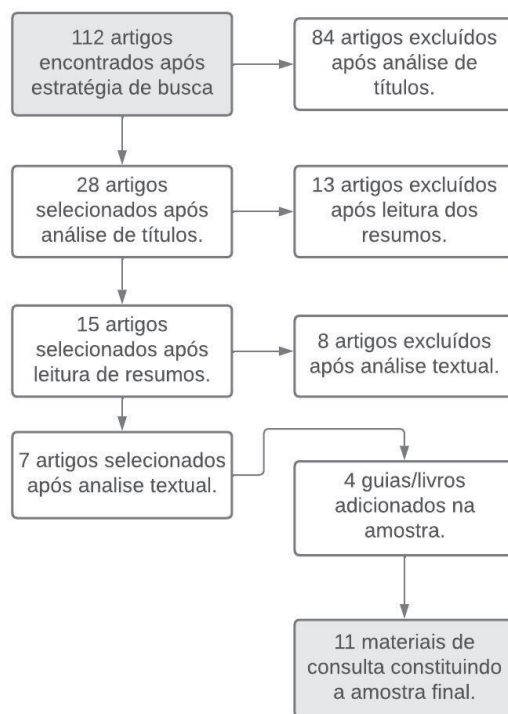 112 artigos
encontrados após
estratégia de busca
84 artigos excluídos
após análise de
títulos.
28 artigos
selecionados após
análise de títulos.
13 artigos excluídos
após leitura dos
resumos.
15 artigos
selecionados após
leitura de resumos.
8 artigos excluídos
após análise textual.
7 artigos selecionados
após analise textual.
4 guias/livros
adicionados na
amostra.
11 materiais de
consulta constituindo
a amostra final.